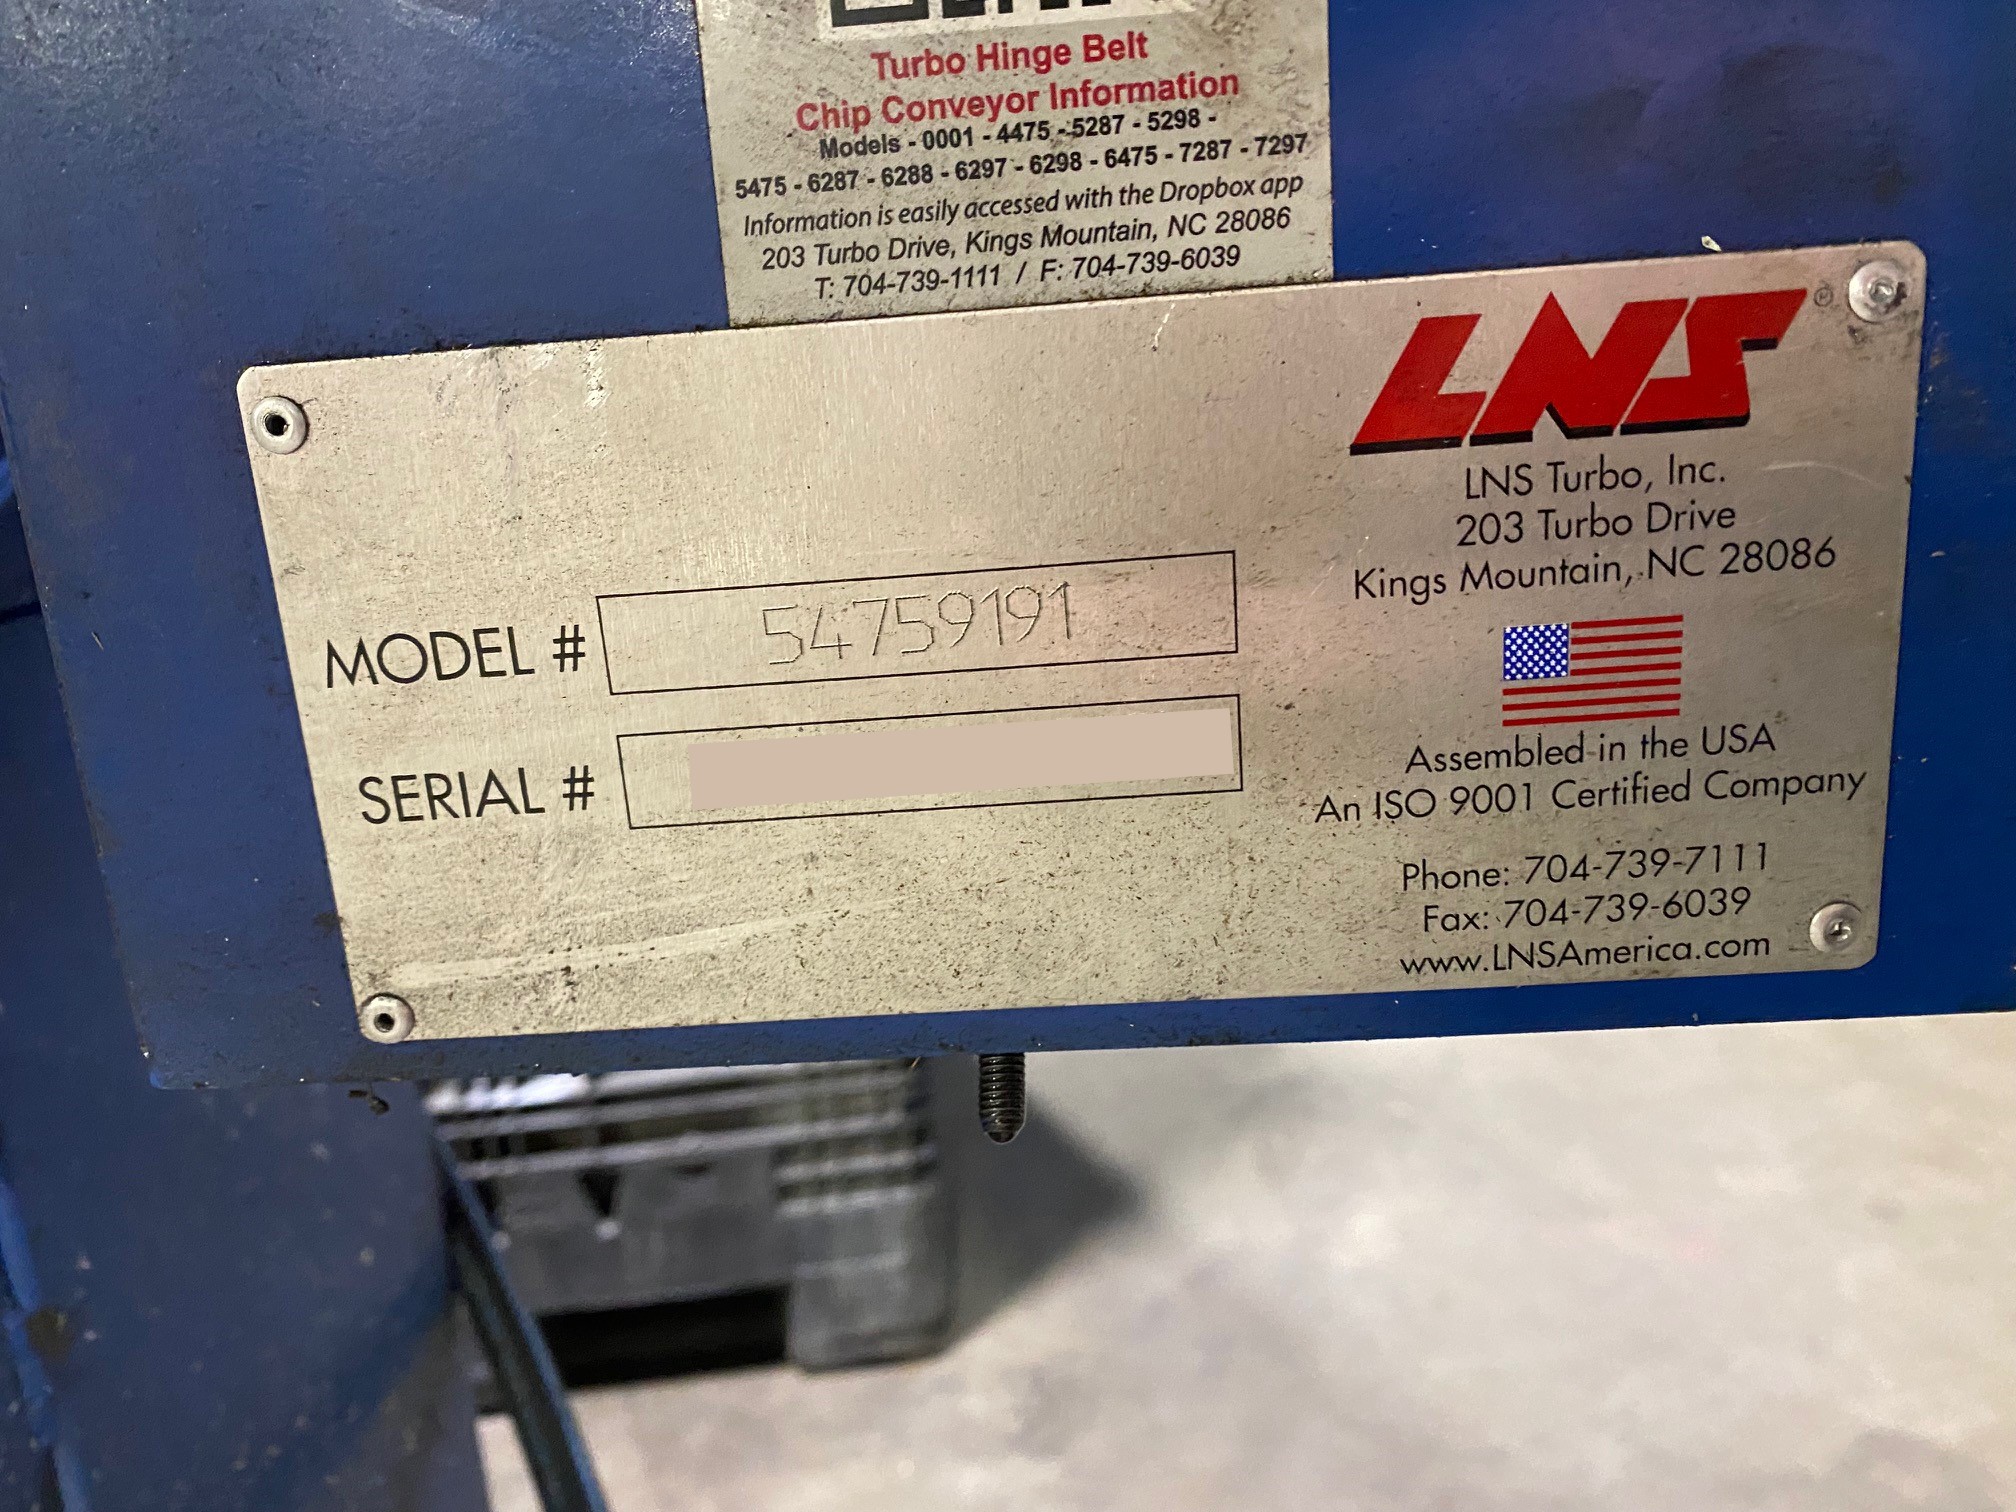 Turbo Hinge Belt
Chip Conveyor Information
Models - 0001 - 4475 - 5287 - 5298 -
5475 - 6287 - 6288 - 6297 - 6298 - 6475 - 7287 - 7297
Information is easily accessed with the Dropbox app
203 Turbo Drive, Kings Mountain, NC 28086
T: 704-739-1111 / F: 704-739-6039
LNS®
LNS Turbo, Inc.
203 Turbo Drive
Kings Mountain, NC 28086
MODEL # 54759191
SERIAL #
Assembled in the USA
An ISO 9001 Certified Company
Phone: 704-739-7111
Fax: 704-739-6039
www.LNSAmerica.com